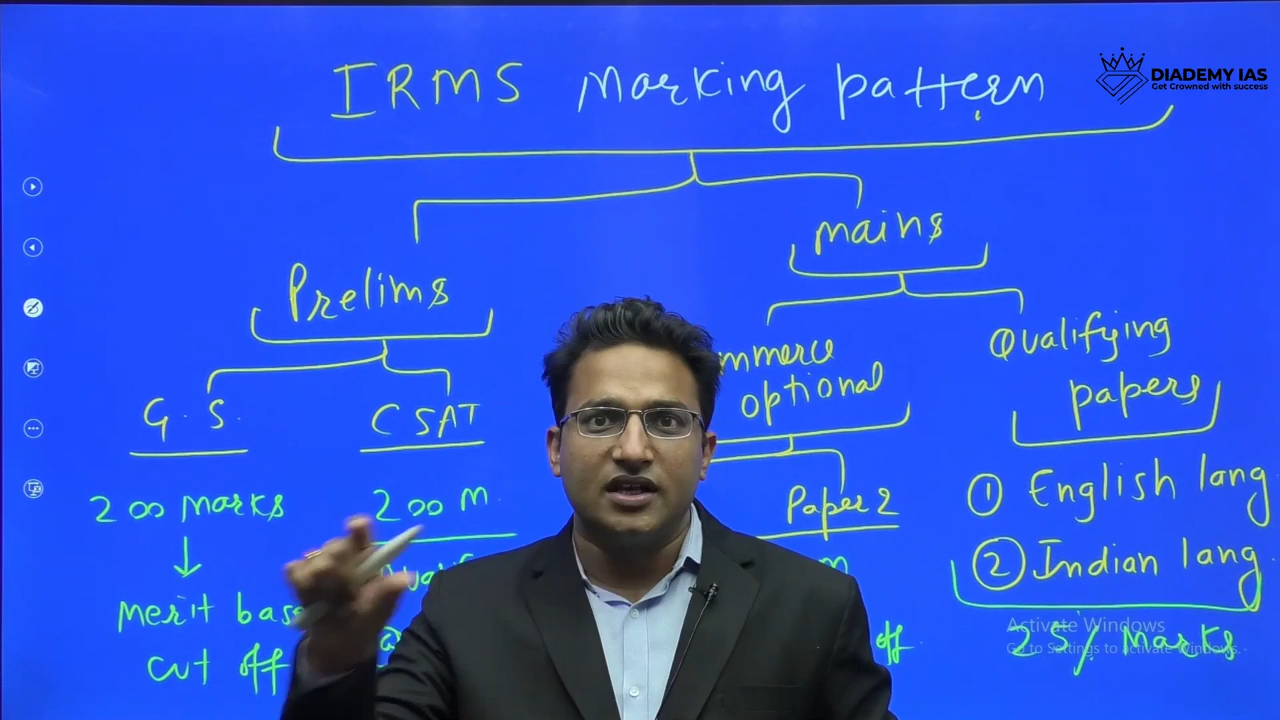 IRMS Marking pattern
DIADEMY IAS
Get Crowned with success
Prelims
Mains
G.S.
CSAT
optional
Qualifying
papers
200 Marks
200 m
Paper 2
① English lang
② Indian lang
Merit
m
Cut off
off
25% Marks
Activate Windows
Go to Settings to activate Windows.